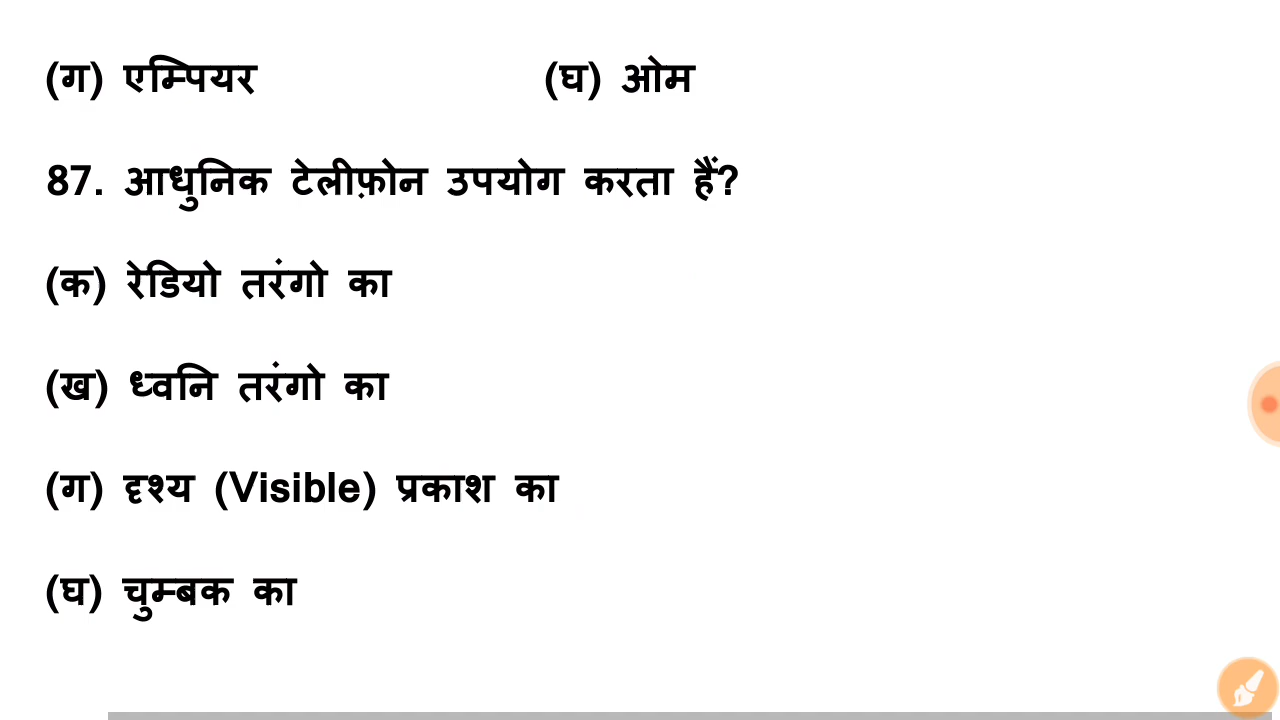 (ग) एम्पियर (घ) ओम
87. आधुनिक टेलीफ़ोन उपयोग करता हैं?
(क) रेडियो तरंगो का
(ख) ध्वनि तरंगो का
(ग) दृश्य (Visible) प्रकाश का
(घ) चुम्बक का